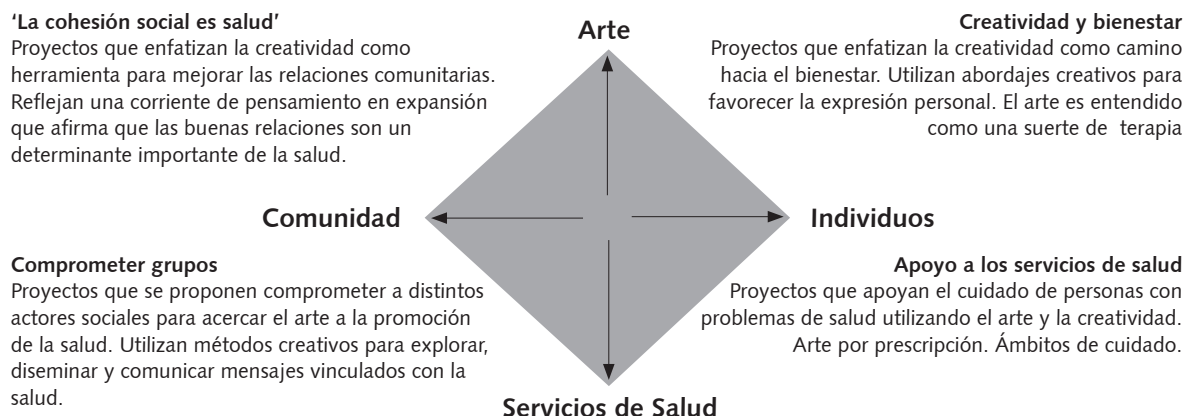 ‘La cohesión social es salud’
Proyectos que enfatizan la creatividad como
herramienta para mejorar las relaciones comunitarias.
Reflejan una corriente de pensamiento en expansión
que afirma que las buenas relaciones son un
determinante importante de la salud.
Arte
Creatividad y bienestar
Proyectos que enfatizan la creatividad como camino
hacia el bienestar. Utilizan abordajes creativos para
favorecer la expresión personal. El arte es entendido
como una suerte de terapia
Comunidad
Individuos
Comprometer grupos
Proyectos que se proponen comprometer a distintos
actores sociales para acercar el arte a la promoción
de la salud. Utilizan métodos creativos para explorar,
diseminar y comunicar mensajes vinculados con la
salud.
Apoyo a los servicios de salud
Proyectos que apoyan el cuidado de personas con
problemas de salud utilizando el arte y la creatividad.
Arte por prescripción. Ámbitos de cuidado.
Servicios de Salud